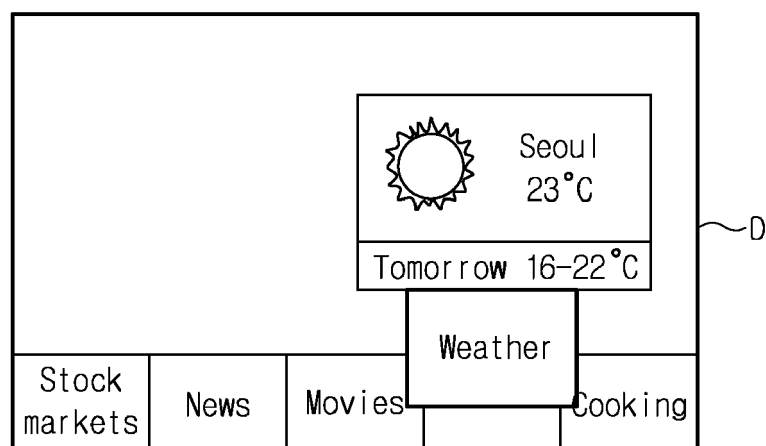 Seoul
23°C
D
Tomorrow 16-22°C
Weather
Stock
markets
News
Movies
Cooking